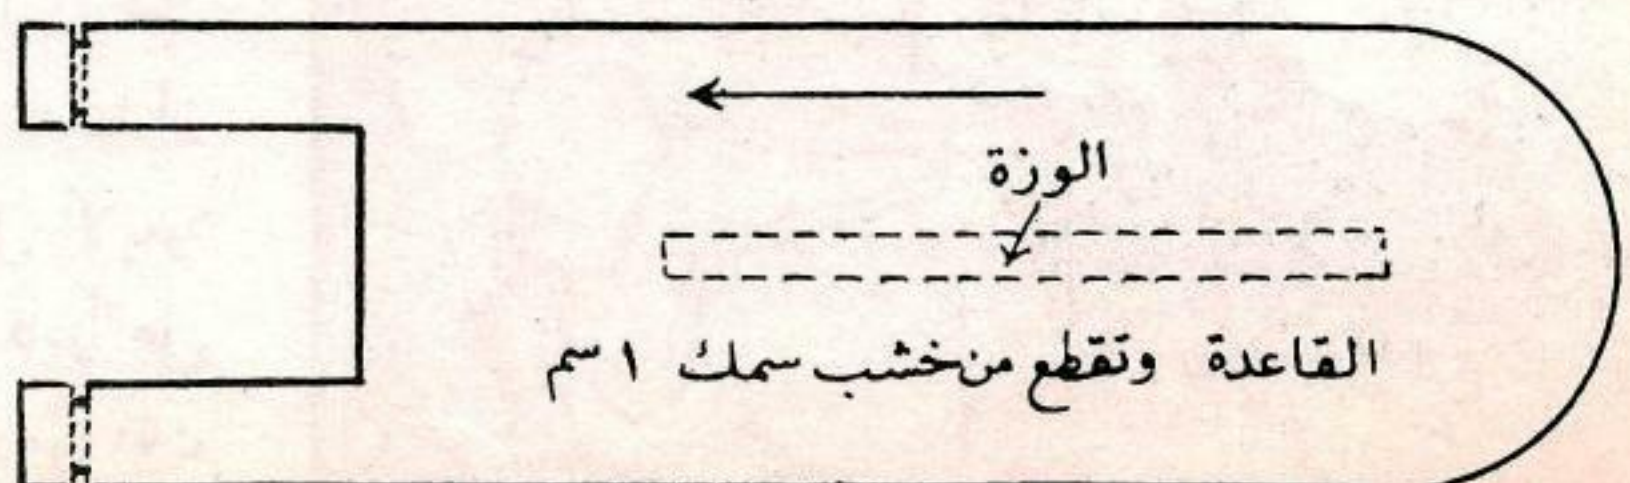 الوزة
القاعدة وتقطع من خشب سمك ١ سم